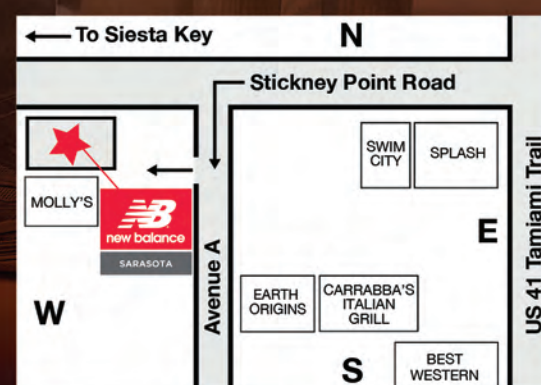 To Siesta Key
N
Stickney Point Road
SWIM
CITY
SPLASH
MOLLY'S
NB
new balance
SARASOTA
W
Avenue A
E
US 41 Tamiami Trail
EARTH
ORIGINS
CARRABBA'S
ITALIAN
GRILL
S
BEST
WESTERN